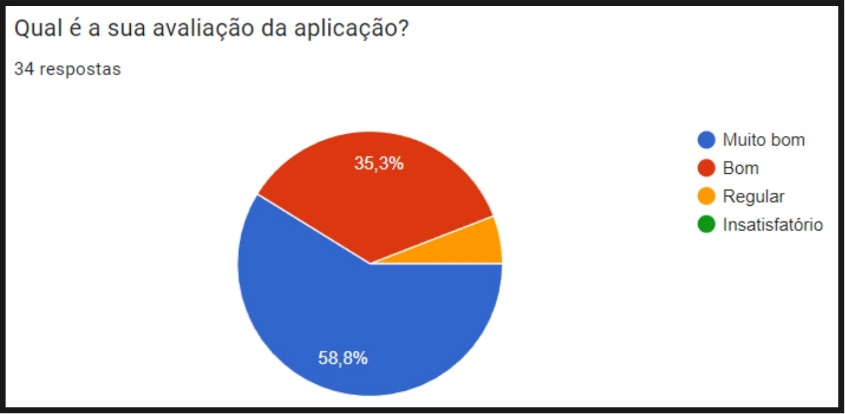 Qual é a sua avaliação da aplicação?
34 respostas
35,3%
58,8%
Muito bom
Bom
Regular
Insatisfatório